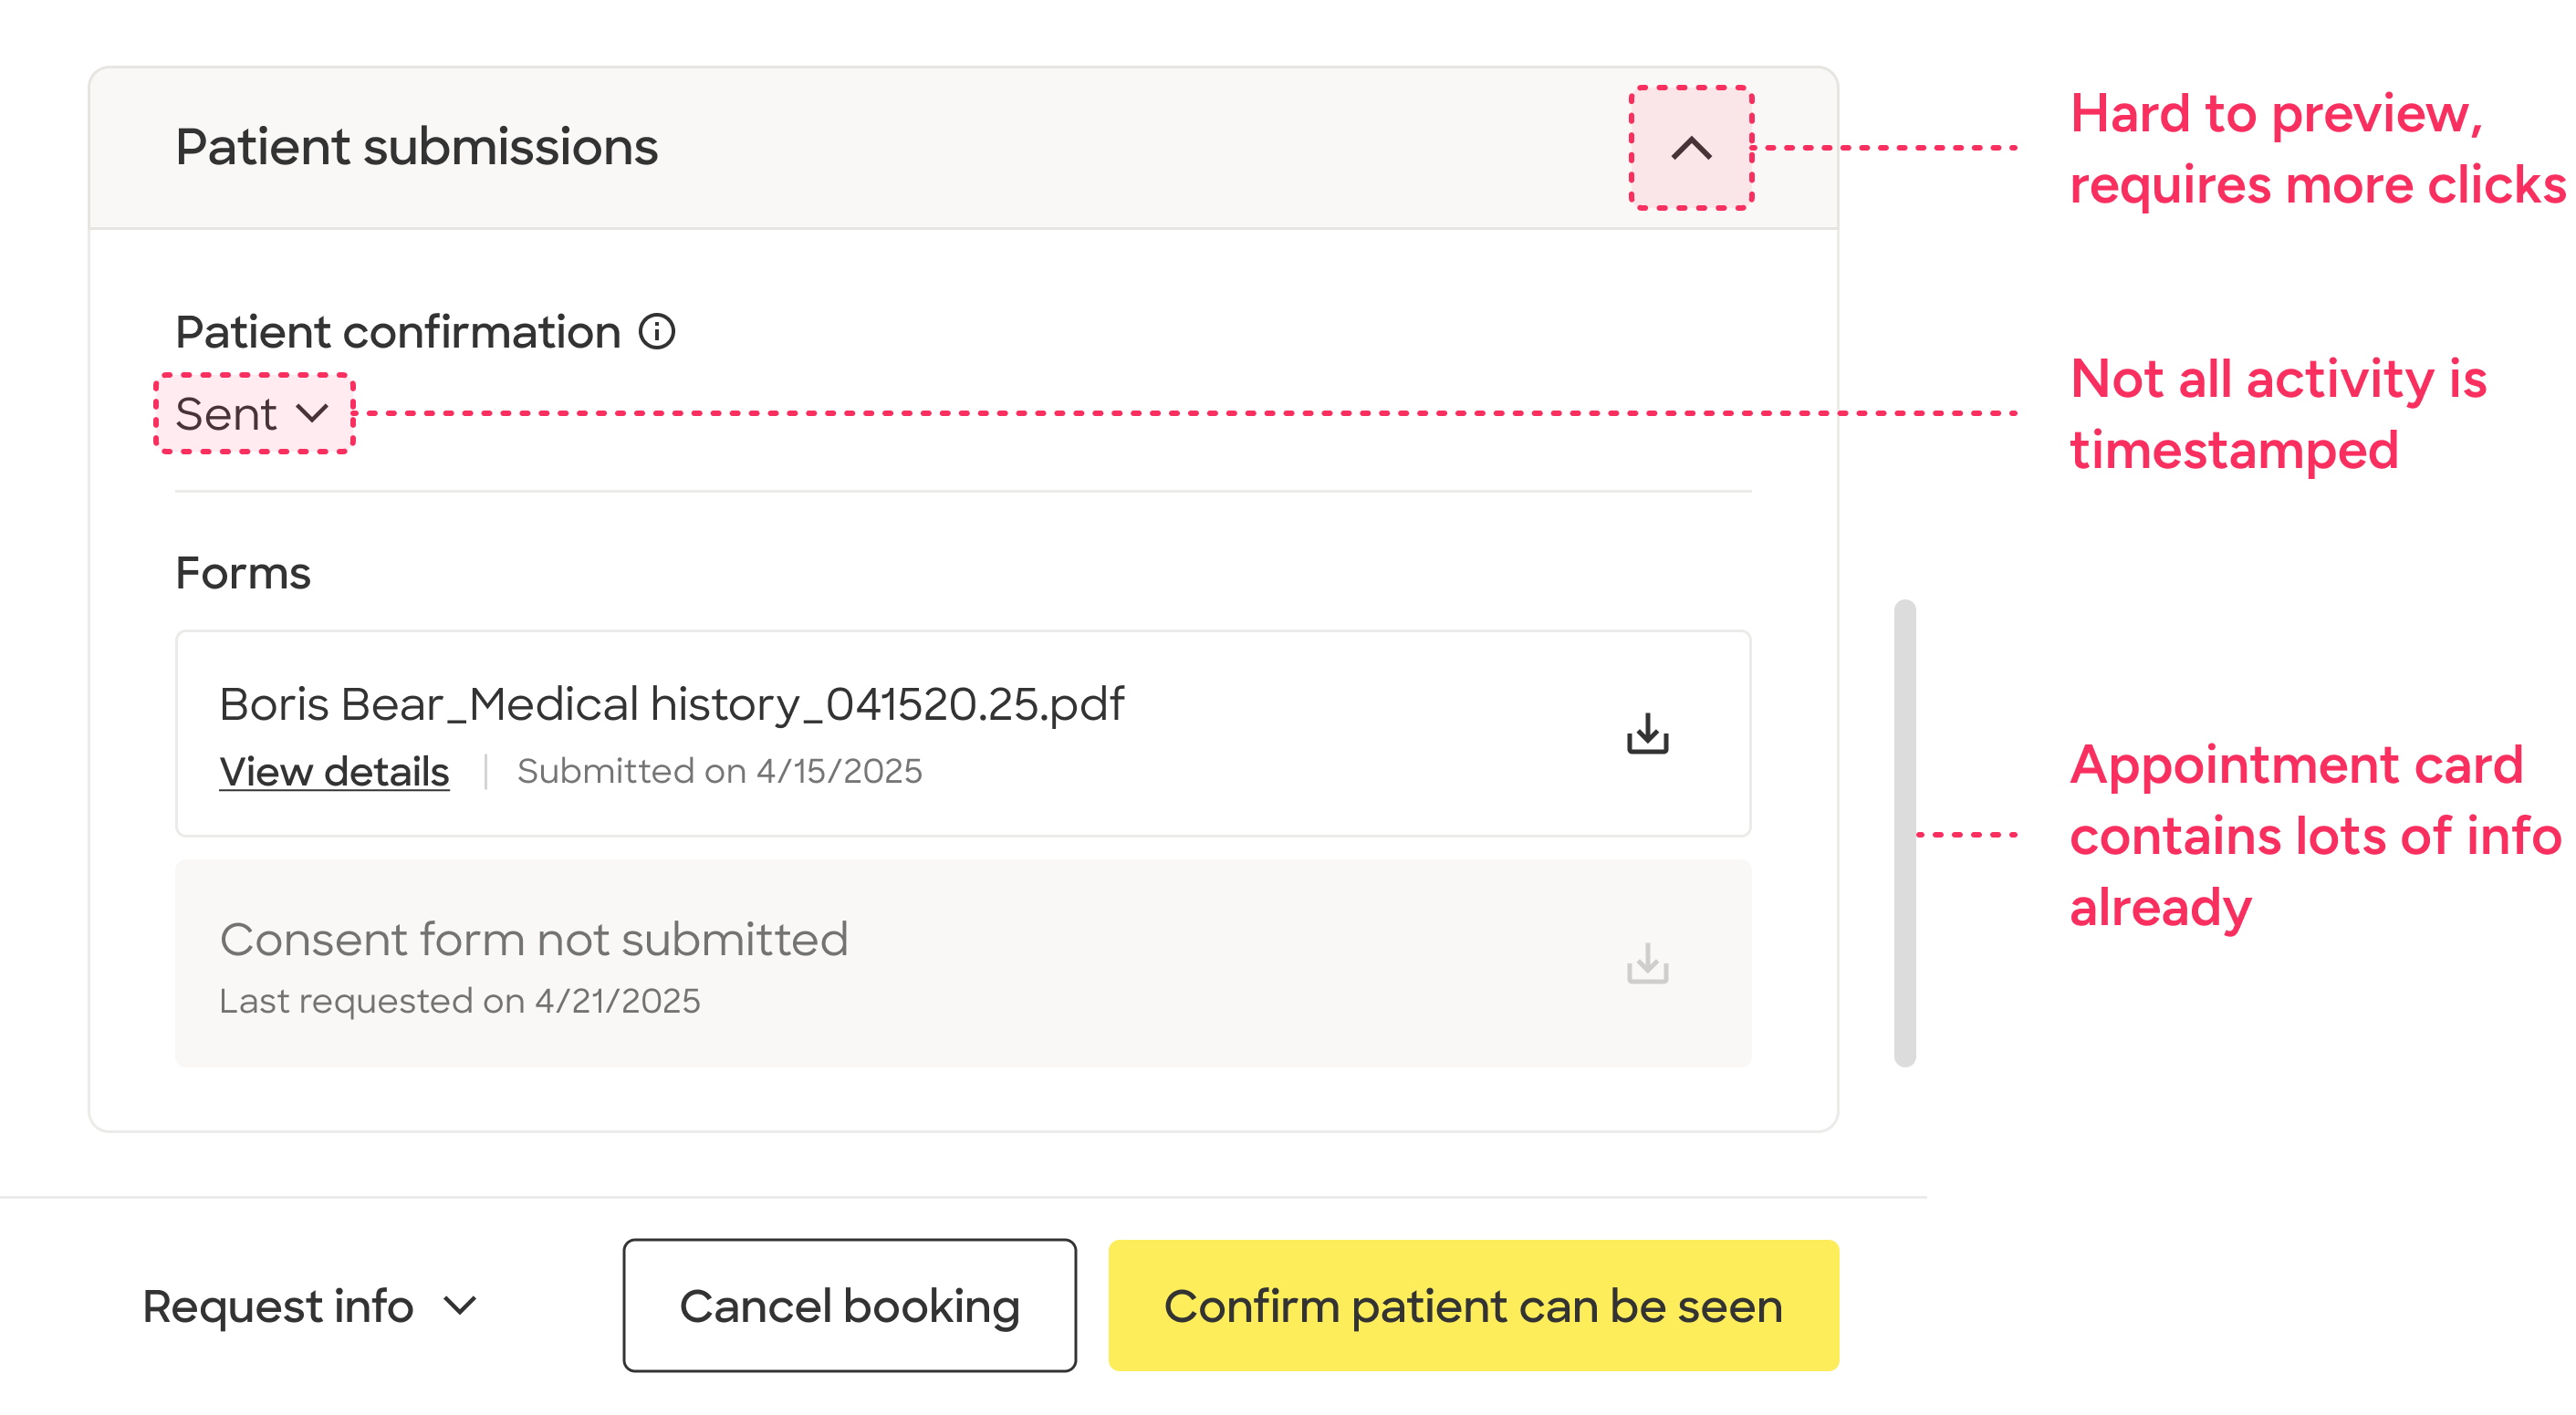 Patient submissions
Hard to preview,
requires more clicks
Patient confirmation
Sent
Not all activity is
timestamped
Forms
Boris Bear_Medical history_041520.25.pdf
View details
Submitted on 4/15/2025
Appointment card
contains lots of info
already
Consent form not submitted
Last requested on 4/21/2025
Request info
Cancel booking
Confirm patient can be seen